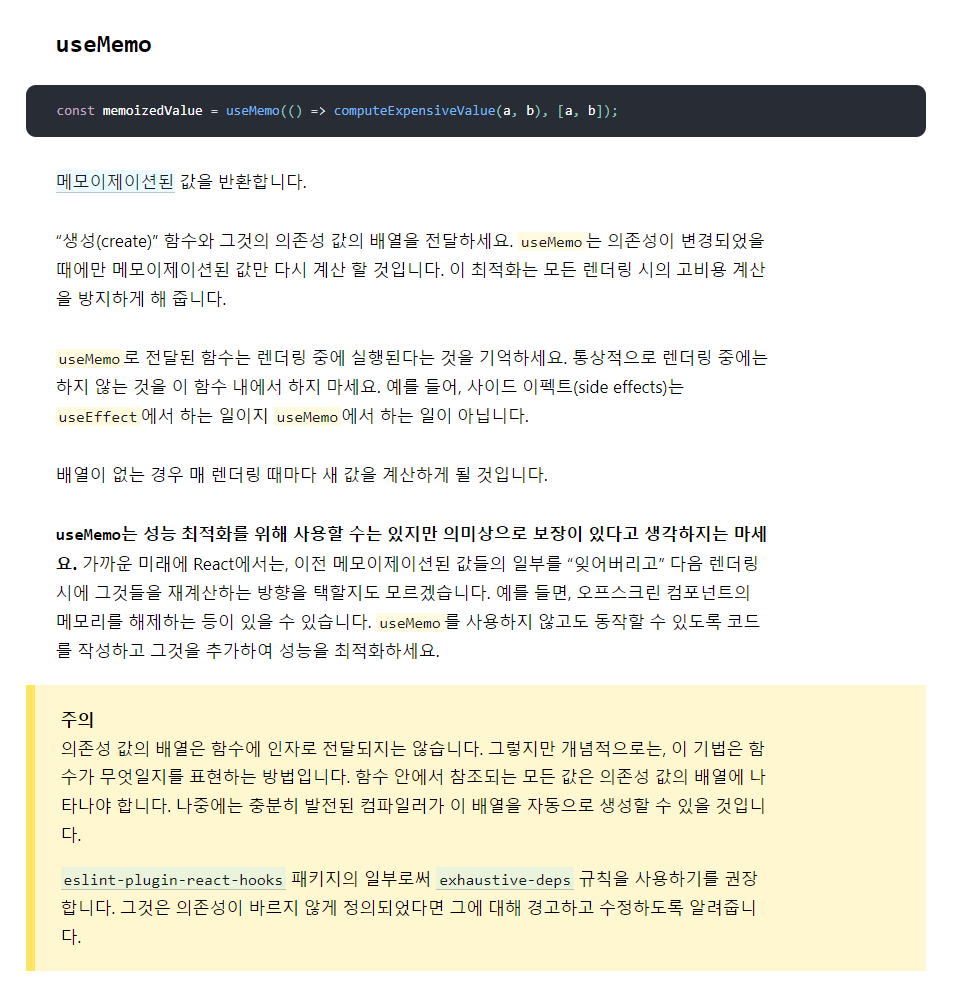 useMemo
const memoizedValue = useMemo(() => computeExpensiveValue(a, b), [a, b]);
메모이제이션된 값을 반환합니다.
“생성(create)” 함수와 그것의 의존성 값의 배열을 전달하세요. useMemo는 의존성이 변경되었을
때에만 메모이제이션된 값만 다시 계산 할 것입니다. 이 최적화는 모든 렌더링 시의 고비용 계산
을 방지하게 해 줍니다.
useMemo로 전달된 함수는 렌더링 중에 실행된다는 것을 기억하세요. 통상적으로 렌더링 중에는
하지 않는 것을 이 함수 내에서 하지 마세요. 예를 들어, 사이드 이펙트(side effects)는
useEffect에서 하는 일이지 useMemo에서 하는 일이 아닙니다.
배열이 없는 경우 매 렌더링 때마다 새 값을 계산하게 될 것입니다.
useMemo는 성능 최적화를 위해 사용할 수는 있지만 의미상으로 보장이 있다고 생각하지는 마세
요. 가까운 미래에 React에서는, 이전 메모이제이션된 값들의 일부를 “잊어버리고” 다음 렌더링
시에 그것들을 재계산하는 방향을 택할지도 모르겠습니다. 예를 들면, 오프스크린 컴포넌트의
메모리를 해제하는 등이 있을 수 있습니다. useMemo를 사용하지 않고도 동작할 수 있도록 코드
를 작성하고 그것을 추가하여 성능을 최적화하세요.
주의
의존성 값의 배열은 함수에 인자로 전달되지는 않습니다. 그렇지만 개념적으로는, 이 기법은 함
수가 무엇일지를 표현하는 방법입니다. 함수 안에서 참조되는 모든 값은 의존성 값의 배열에 나
타나야 합니다. 나중에는 충분히 발전된 컴파일러가 이 배열을 자동으로 생성할 수 있을 것입니
다.
eslint-plugin-react-hooks 패키지의 일부로써 exhaustive-deps 규칙을 사용하기를 권장
합니다. 그것은 의존성이 바르지 않게 정의되었다면 그에 대해 경고하고 수정하도록 알려줍니
다.